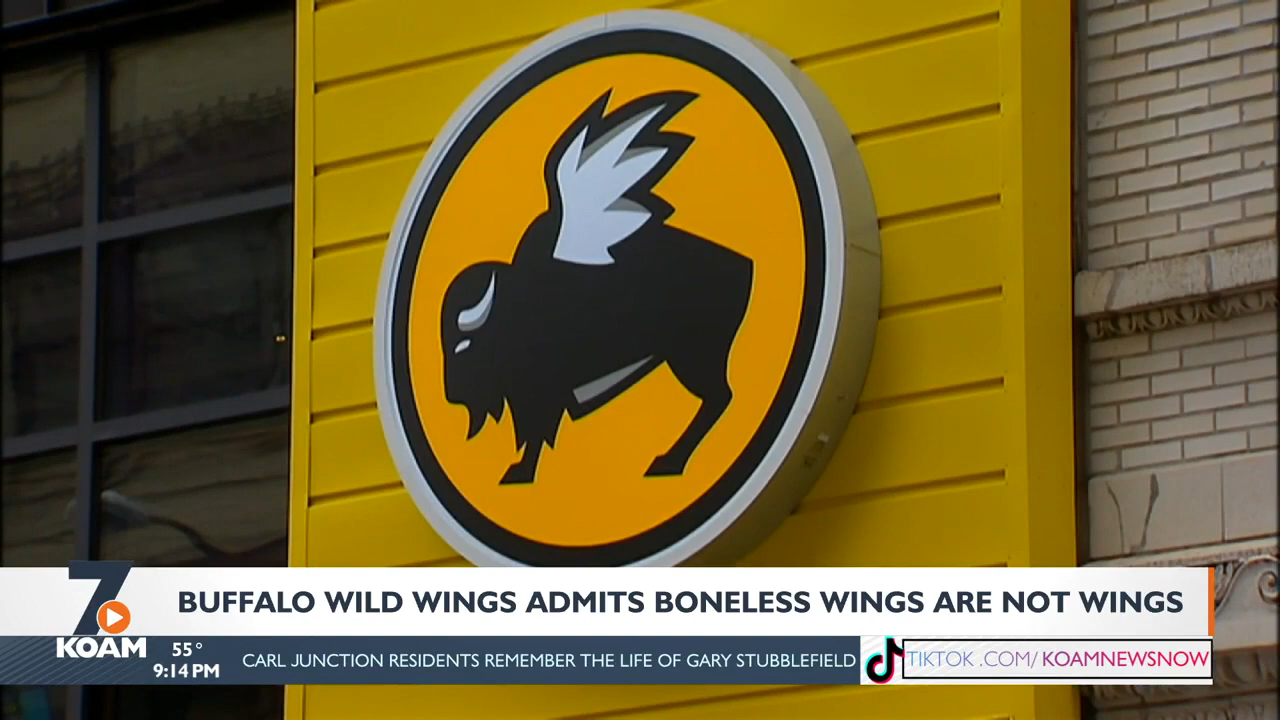 BUFFALO WILD WINGS ADMITS BONELESS WINGS ARE NOT WINGS
7
KOAM
55°
9:14 PM
CARL JUNCTION RESIDENTS REMEMBER THE LIFE OF GARY STUBBLEFIELD
TIKTOK .COM/ KOAMNEWSNOW